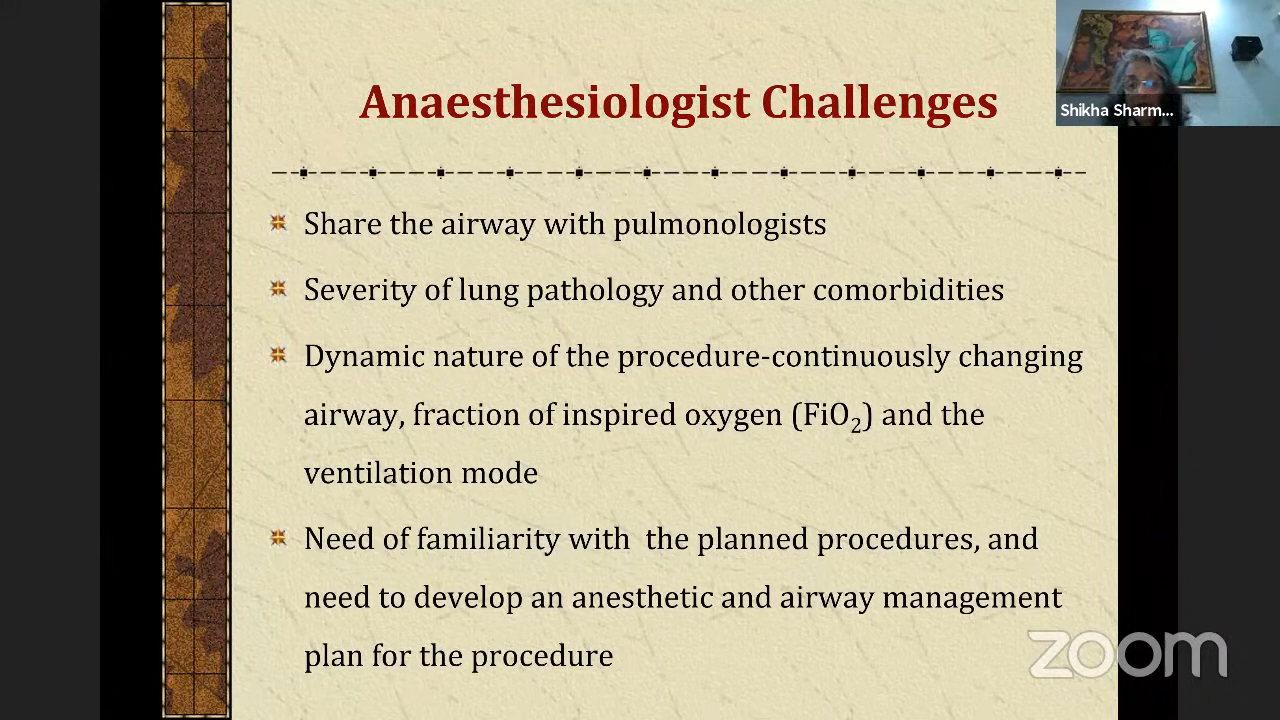 Anaesthesiologist Challenges
Shikha Sharm...
Share the airway with pulmonologists
Severity of lung pathology and other comorbidities
Dynamic nature of the procedure-continuously changing
airway, fraction of inspired oxygen (FiO₂) and the
ventilation mode
Need of familiarity with  the planned procedures, and
need to develop an anesthetic and airway management
plan for the procedure
zoom